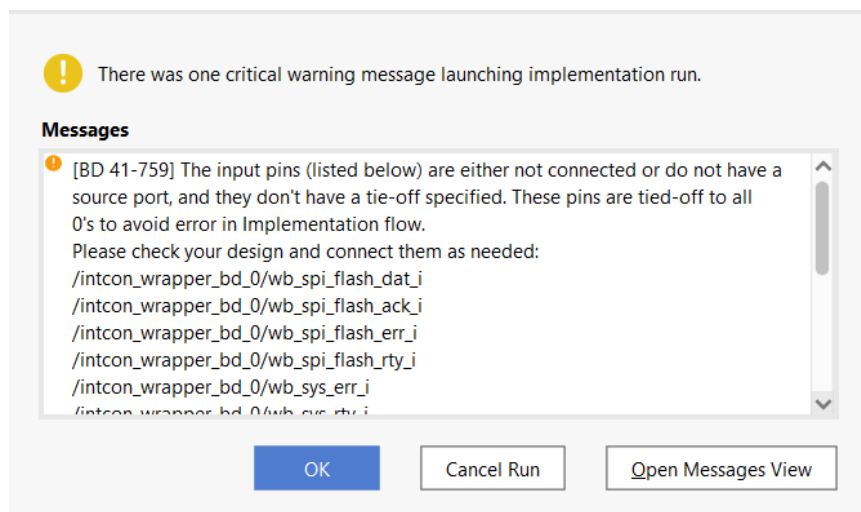 There was one critical warning message launching implementation run.
Messages
[BD 41-759] The input pins (listed below) are either not connected or do not have a
source port, and they don't have a tie-off specified. These pins are tied-off to all
0's to avoid error in Implementation flow.
Please check your design and connect them as needed:
/intcon_wrapper_bd_0/wb_spi_flash_dat_i
/intcon_wrapper_bd_0/wb_spi_flash_ack_i
/intcon_wrapper_bd_0/wb_spi_flash_err_i
/intcon_wrapper_bd_0/wb_spi_flash_rty_i
/intcon_wrapper_bd_0/wb_sys_err_i
/intcon_wrapper_bd_0/wb_sys_rty_i
OK
Cancel Run
Open Messages View